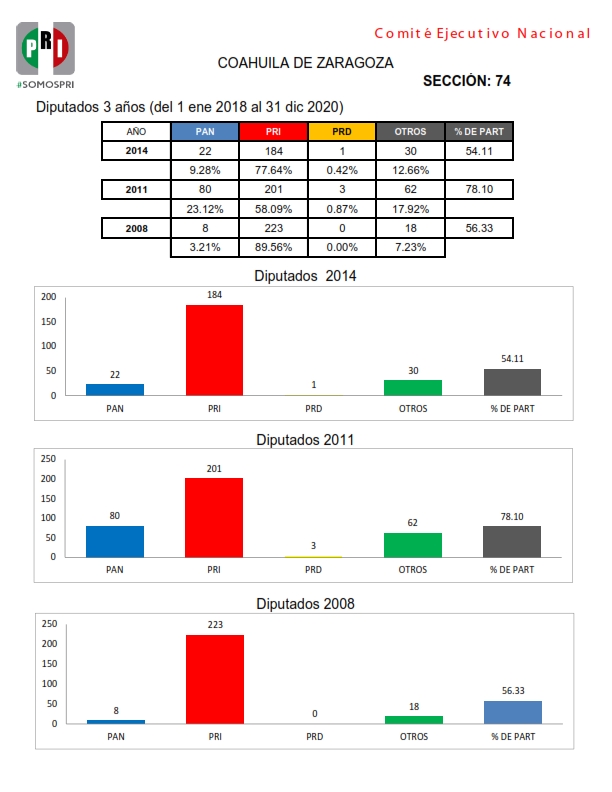 Comité Ejecutivo Nacional
PRI
#SOMOSPRI
COAHUILA DE ZARAGOZA
SECCIÓN: 74
Diputados 3 años (del 1 ene 2018 al 31 dic 2020)
AÑO PAN PRI PRD OTROS % DE PART
2014 22 184 1 30 54.11
9.28% 77.64% 0.42% 12.66%
2011 80 201 3 62 78.10
23.12% 58.09% 0.87% 17.92%
2008 8 223 0 18 56.33
3.21% 89.56% 0.00% 7.23%
Diputados 2014
200
150
100
50
0
22 184 1 30 54.11
PAN PRI PRD OTROS % DE PART
Diputados 2011
250
200
150
100
50
0
80 201 3 62 78.10
PAN PRI PRD OTROS % DE PART
Diputados 2008
250
200
150
100
50
0
8 223 0 18 56.33
PAN PRI PRD OTROS % DE PART